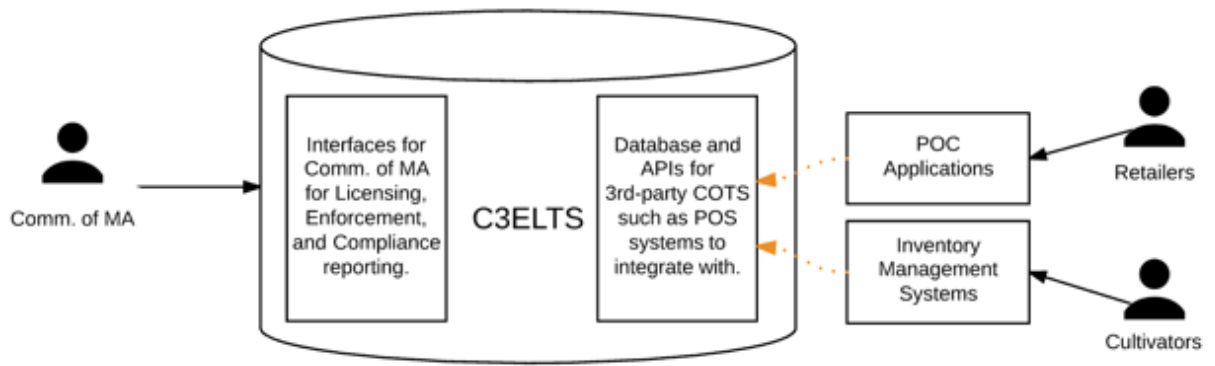 Comm. of MA
Interfaces for
Comm. of MA
for Licensing,
Enforcement,
and Compliance
reporting.
C3ELTS
Database and
APIs for
3rd-party COTS
such as POS
systems to
integrate with.
POC
Applications
Retailers
Inventory
Management
Systems
Cultivators